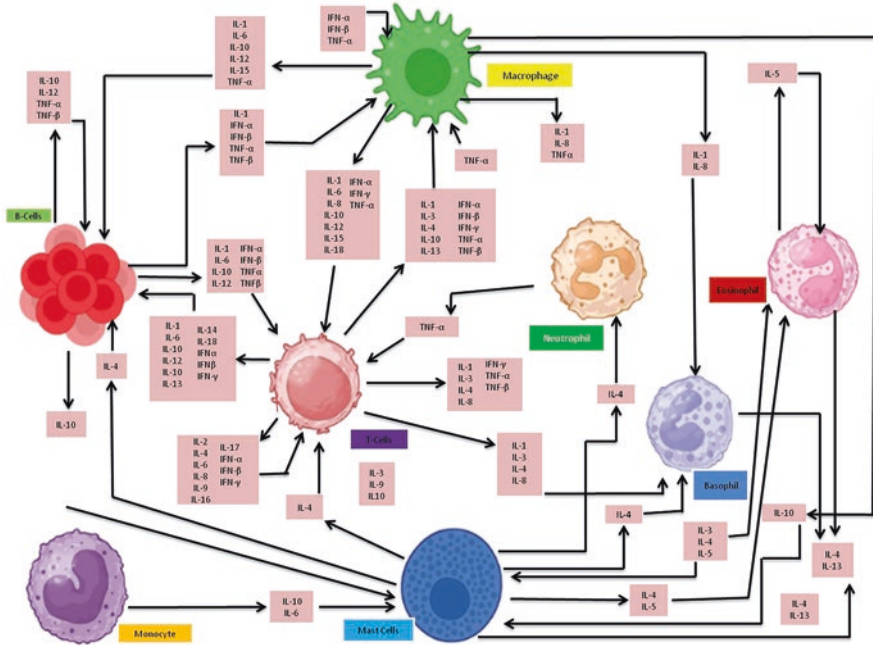 IFN-α
IFN-β
TNF-α
IL-1
IL-6
IL-10
IL-12
IL-15
TNF-α
Macrophage
IL-5
IL-10
IL-12
TNF-α
TNF-β
IL-1
IFN-α
IFN-β
TNF-α
TNF-β
IL-1
IL-8
TNFα
TNF-α
IL-1
IL-8
IL-1 IFN-α
IL-6 IFN-γ
IL-8 TNF-α
IL-10
IL-12
IL-15
IL-18
IL-1 IFN-α
IL-3 IFN-β
IL-4 IFN-γ
IL-10 TNF-α
IL-13 TNF-β
B-Cells
IL-1 IFN-α
IL-6 IFN-β
IL-10 TNFα
IL-12 TNFβ
Eosinophil
TNF-α
Neutrophil
IL-1 IL-14
IL-6 IL-18
IL-10 IFNα
IL-12 IFNβ
IL-10 IFN-γ
IL-13
IL-4
IL-1 IFN-γ
IL-3 TNF-α
IL-4 TNF-β
IL-8
IL-4
IL-10
T-Cells
IL-2 IL-17
IL-4 IFN-α
IL-6 IFN-β
IL-8 IFN-γ
IL-9
IL-16
IL-1
IL-3
IL-4
IL-8
Basophil
IL-3
IL-9
IL10
IL-4
IL-4
IL-10
IL-3
IL-4
IL-5
IL-4
IL-13
IL-10
IL-6
IL-4
IL-5
IL-4
IL-13
Monocyte
Mast Cells